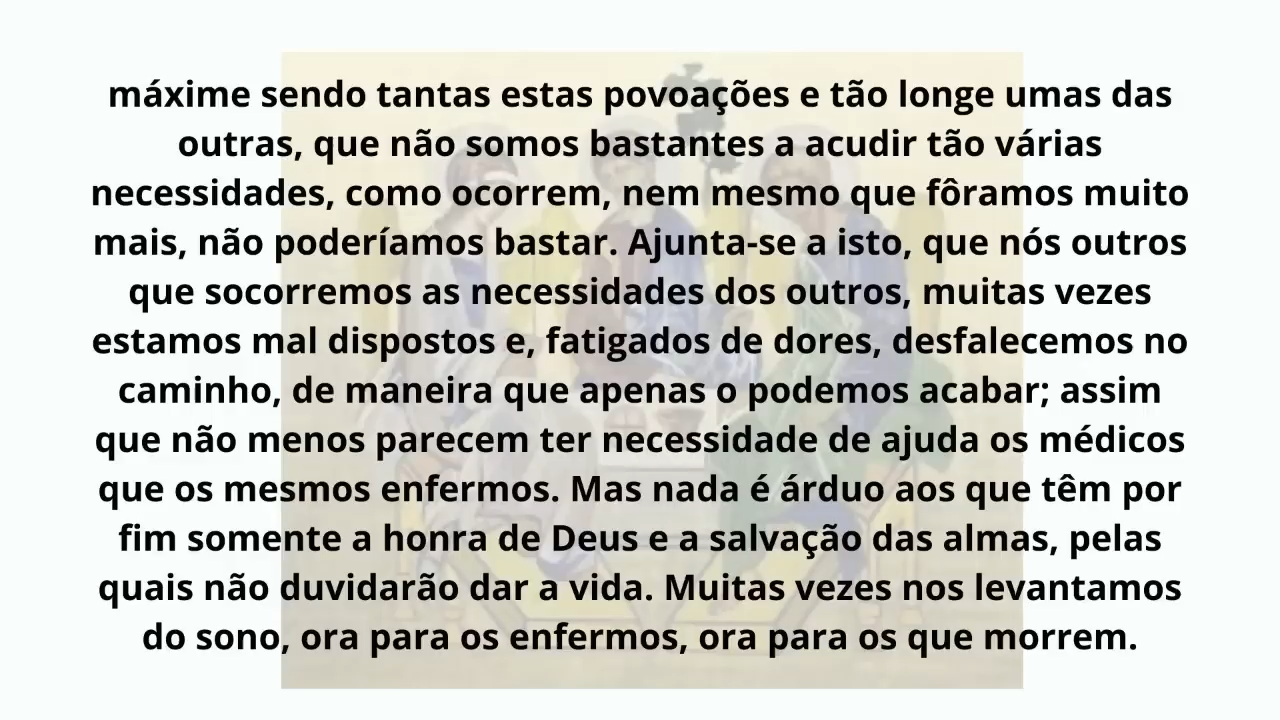 máxime sendo tantas estas povoações e tão longe umas das
outras, que não somos bastantes a acudir tão várias
necessidades, como ocorrem, nem mesmo que fôramos muito
mais, não poderíamos bastar. Ajunta-se a isto, que nós outros
que socorremos as necessidades dos outros, muitas vezes
estamos mal dispostos e, fatigados de dores, desfalecemos no
caminho, de maneira que apenas o podemos acabar; assim
que não menos parecem ter necessidade de ajuda os médicos
que os mesmos enfermos. Mas nada é árduo aos que têm por
fim somente a honra de Deus e a salvação das almas, pelas
quais não duvidarão dar a vida. Muitas vezes nos levantamos
do sono, ora para os enfermos, ora para os que morrem.